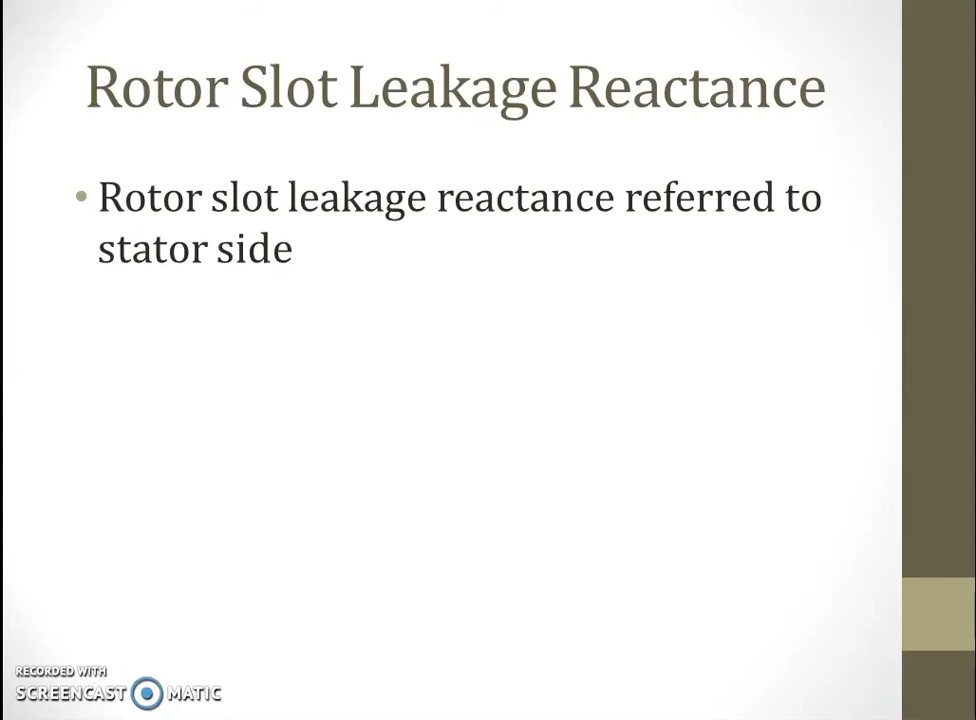 Rotor Slot Leakage Reactance
• Rotor slot leakage reactance referred to
stator side
RECORDED WITH
SCREENCAST MATIC